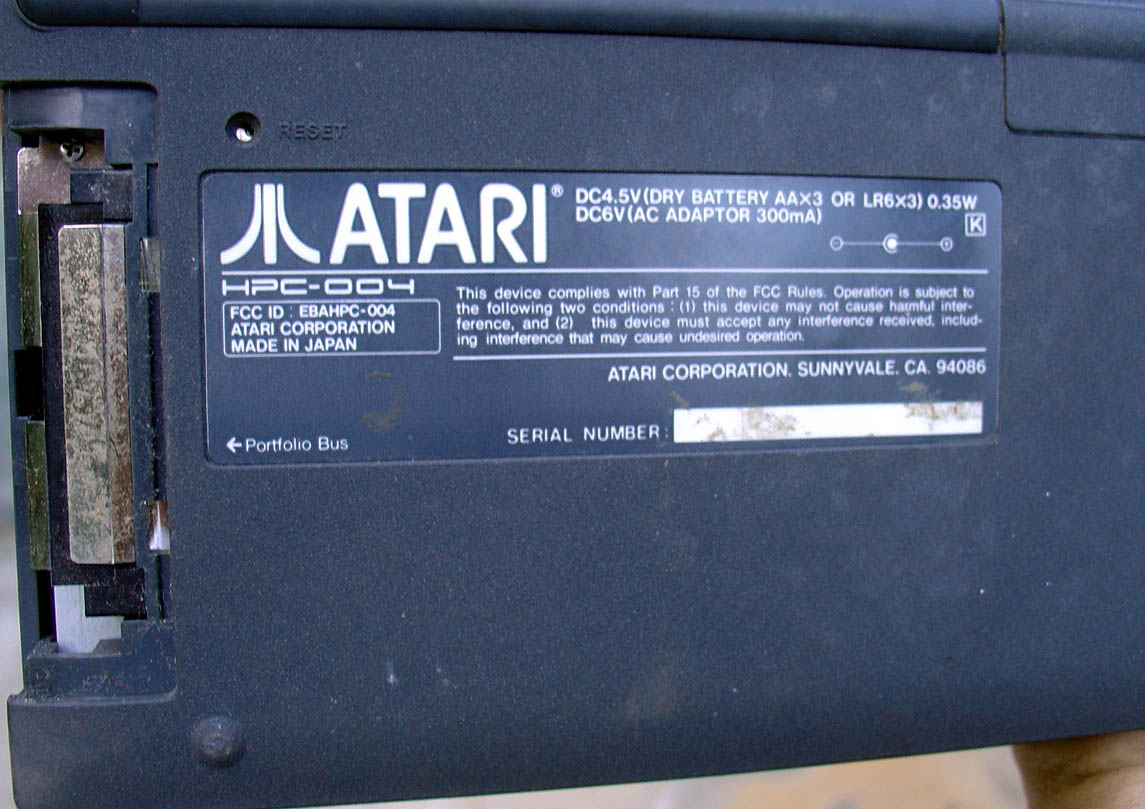 RESET
ATARI®
DC4.5V(DRY BATTERY AA×3 OR LR6×3) 0.35W
DC6V(AC ADAPTOR 300mA)
K
HPC-004
FCC ID : EBAHPC-004
ATARI CORPORATION
MADE IN JAPAN
This device complies with Part 15 of the FCC Rules. Operation is subject to
the following two conditions : (1) this device may not cause harmful inter-
ference, and (2) this device must accept any interference received, includ-
ing interference that may cause undesired operation.
ATARI CORPORATION. SUNNYVALE. CA. 94086
←Portfolio Bus
SERIAL NUMBER: